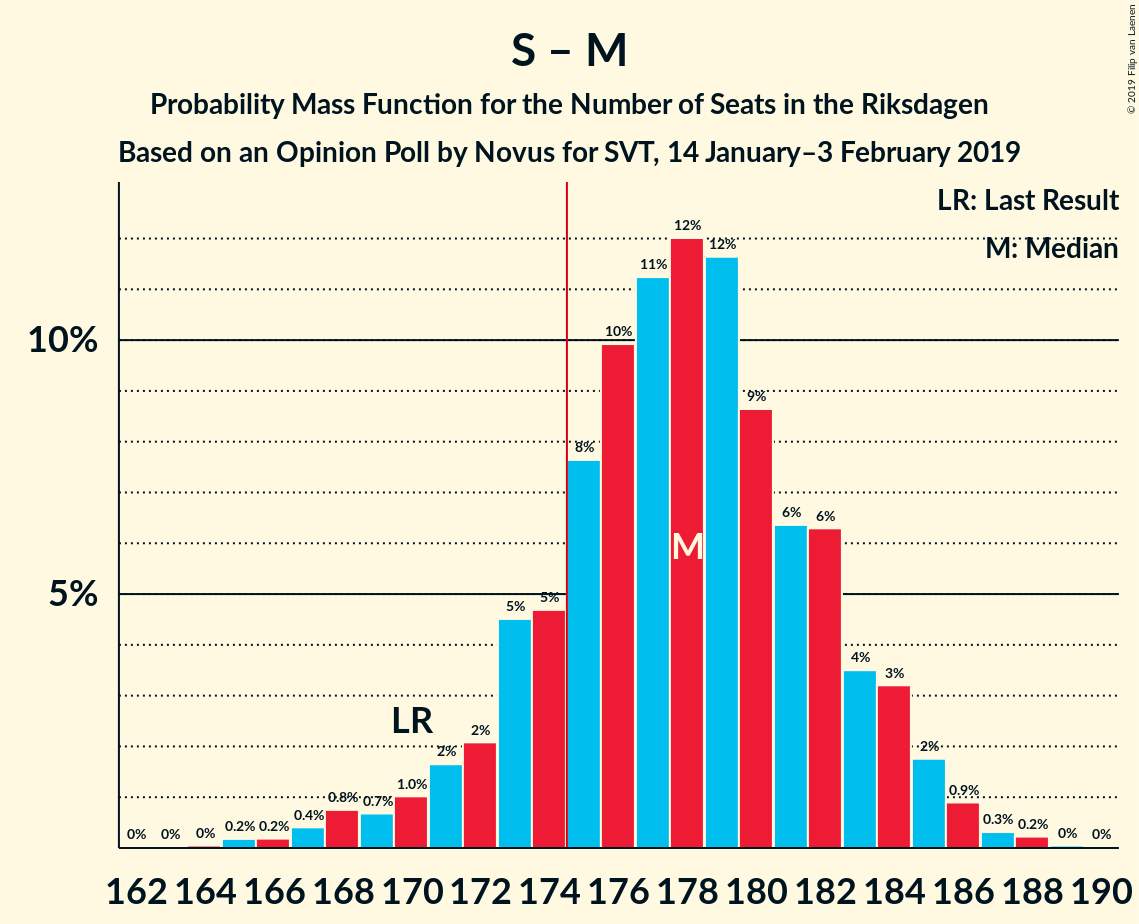 S – M
Probability Mass Function for the Number of Seats in the Riksdagen
Based on an Opinion Poll by Novus for SVT, 14 January–3 February 2019
© 2019 Filip van Laenen
LR: Last Result
M: Median
10%
5%
0% 0% 0% 0.2% 0.2% 0.4% 0.8% 0.7% 1.0% 2% 2% 5% 5% 8% 10% 11% 12% 12% 9% 6% 6% 4% 3% 2% 0.9% 0.3% 0.2% 0% 0%
LR
M
162 164 166 168 170 172 174 176 178 180 182 184 186 188 190